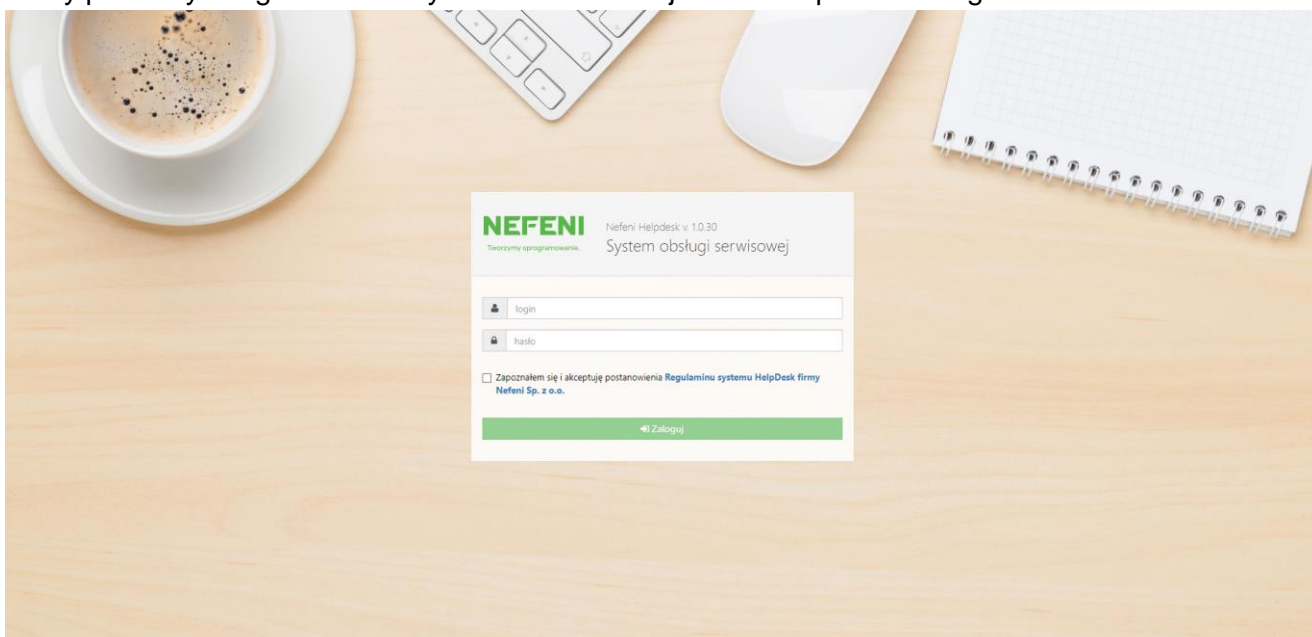 NEFENI
Tworzymy oprogramowanie.
Nefeni Helpdesk v. 1.0.30
System obsługi serwisowej
login
hasło
Zapoznałem się i akceptuję postanowienia Regulaminu systemu HelpDesk firmy
Nefeni Sp. z o.o.
Zaloguj